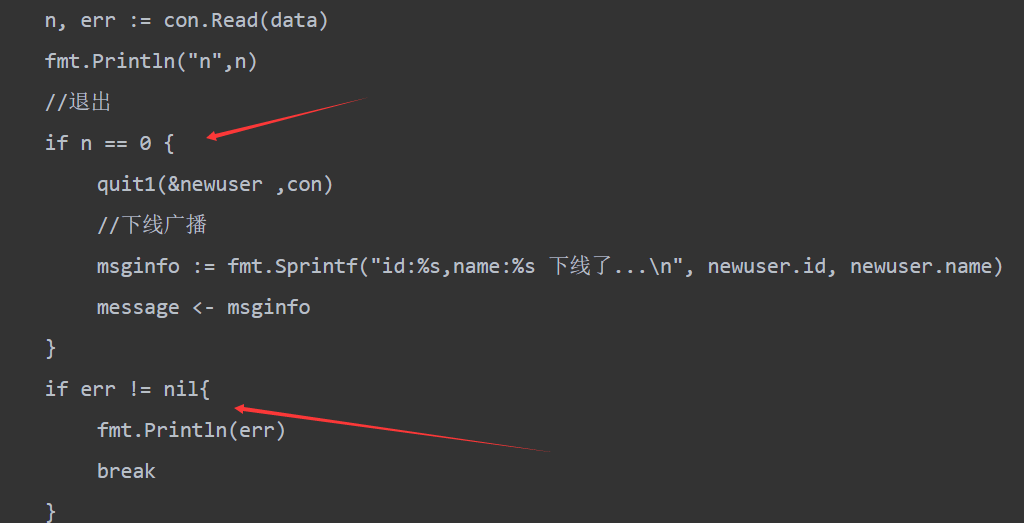 n, err := con.Read(data)
fmt.Println("n",n)
//退出
if n == 0 {
quit1(&newuser ,con)
//下线广播
msginfo := fmt.Sprintf("id:%s,name:%s 下线了...\n", newuser.id, newuser.name)
message <- msginfo
}
if err != nil{
fmt.Println(err)
break
}